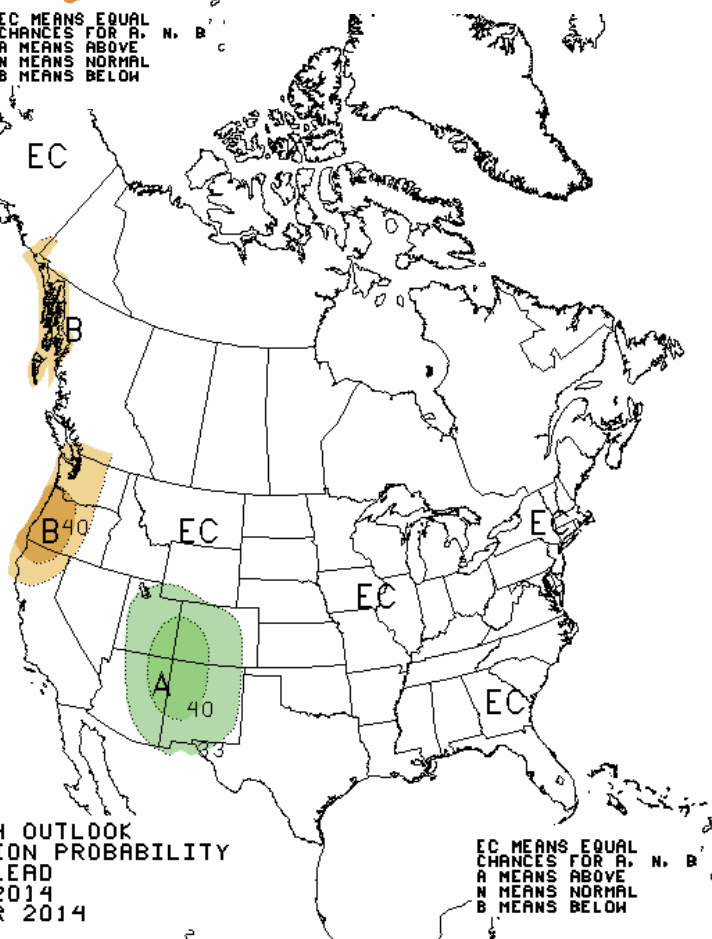 EC MEANS EQUAL
CHANCES FOR A, N, B
A MEANS ABOVE
N MEANS NORMAL
B MEANS BELOW
EC
B
B 40
EC
EC
EC
EC
A
40
33
H OUTLOOK
ION PROBABILITY
LEAD
2014
R 2014
EC MEANS EQUAL
CHANCES FOR A, N, B
A MEANS ABOVE
N MEANS NORMAL
B MEANS BELOW